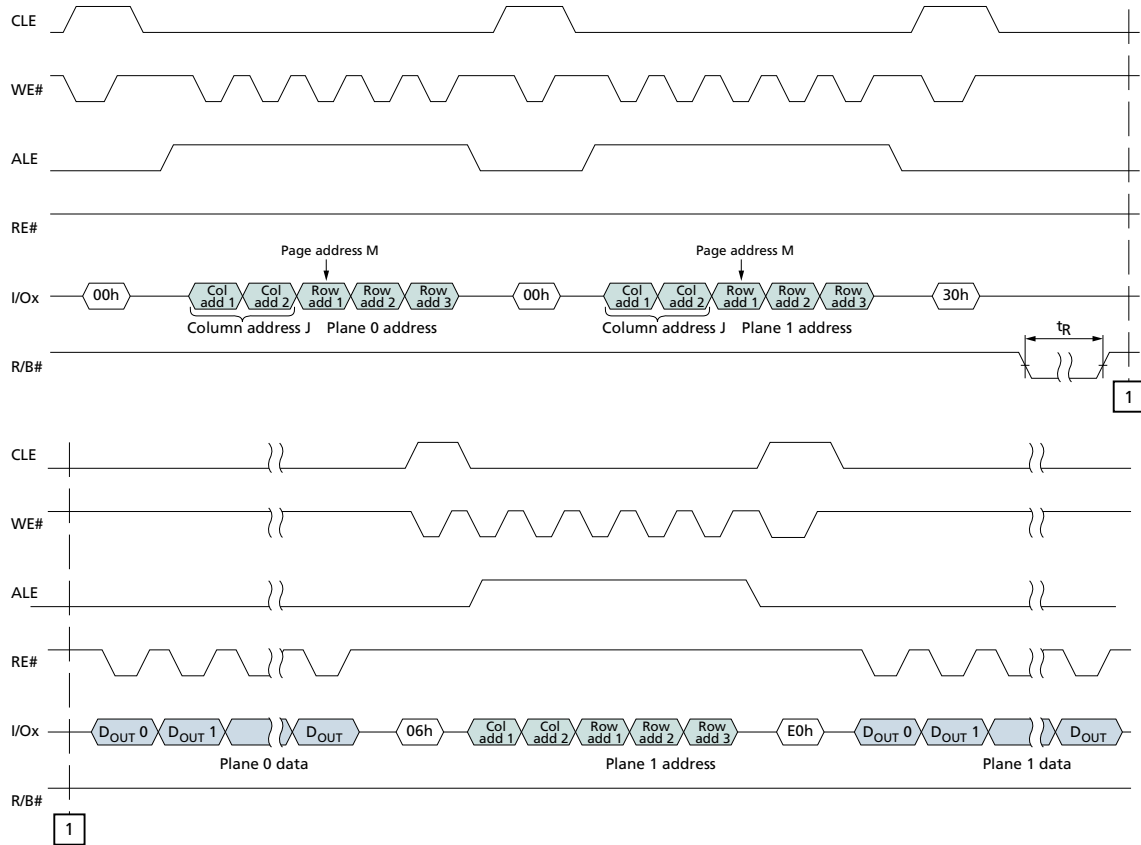 CLE
WE#
ALE
RE#
Page address M
Page address M
I/Ox
00h
Col add 1
Col add 2
Row add 1
Row add 2
Row add 3
00h
Col add 1
Col add 2
Row add 1
Row add 2
Row add 3
30h
Column address J
Plane 0 address
Column address J
Plane 1 address
tR
R/B#
1
CLE
WE#
ALE
RE#
I/Ox
DOUT 0
DOUT 1
DOUT
06h
Col add 1
Col add 2
Row add 1
Row add 2
Row add 3
E0h
DOUT 0
DOUT 1
DOUT
Plane 0 data
Plane 1 address
Plane 1 data
R/B#
1